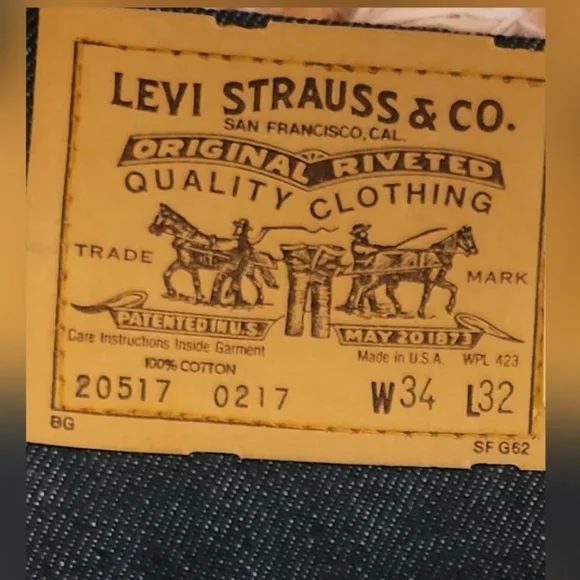 LEVI STRAUSS & CO.
SAN FRANCISCO, CAL.
ORIGINAL RIVETED
QUALITY CLOTHING
TRADE MARK
PATENTED IN U.S. MAY 20 1873
Care Instructions Inside Garment Made in U.S.A. WPL 423
100% COTTON
20517 0217 W34 L32
BG SF G62